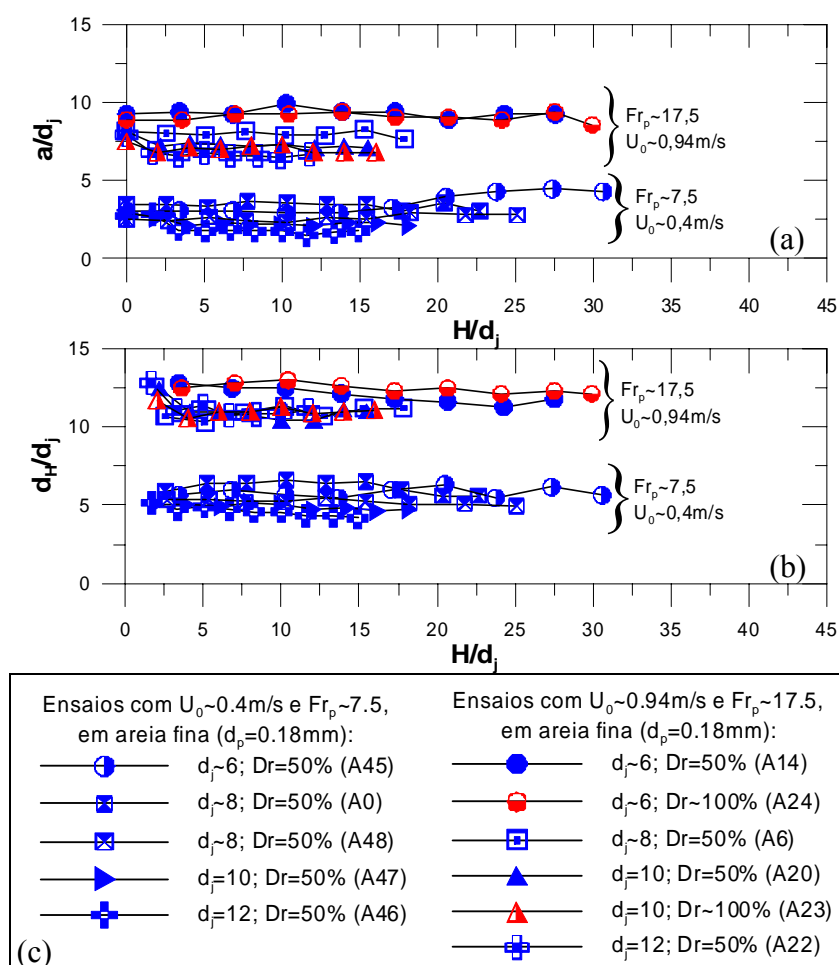 15
10
5
0
a/dj
0 5 10 15 20 25 30 35 40 45
H/dj
Frp~17,5
U0~0,94m/s
Frp~7,5
U0~0,4m/s
(a)
15
10
5
0
dH/dj
0 5 10 15 20 25 30 35 40 45
H/dj
Frp~17,5
U0~0,94m/s
Frp~7,5
U0~0,4m/s
(b)
Ensaios com U0~0.4m/s e Frp~7.5,
em areia fina (dp=0.18mm):
dj~6; Dr=50% (A45)
dj~8; Dr=50% (A0)
dj~8; Dr=50% (A48)
dj=10; Dr=50% (A47)
dj=12; Dr=50% (A46)
Ensaios com U0~0.94m/s e Frp~17.5,
em areia fina (dp=0.18mm):
dj~6; Dr=50% (A14)
dj~6; Dr~100% (A24)
dj~8; Dr=50% (A6)
dj=10; Dr=50% (A20)
dj=10; Dr~100% (A23)
dj=12; Dr=50% (A22)
(c)